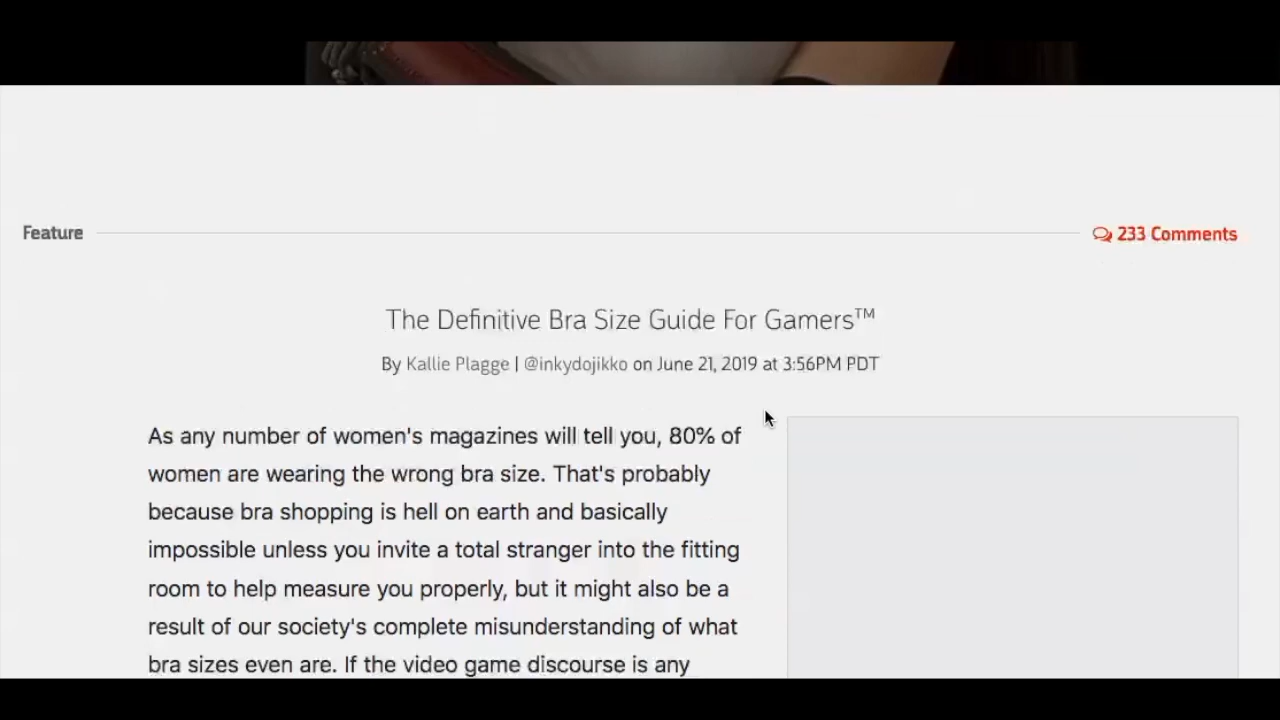 Feature
233 Comments
The Definitive Bra Size Guide For Gamers™
By Kallie Plagge | @inkydojikko on June 21, 2019 at 3:56PM PDT
As any number of women's magazines will tell you, 80% of
women are wearing the wrong bra size. That's probably
because bra shopping is hell on earth and basically
impossible unless you invite a total stranger into the fitting
room to help measure you properly, but it might also be a
result of our society's complete misunderstanding of what
bra sizes even are. If the video game discourse is any